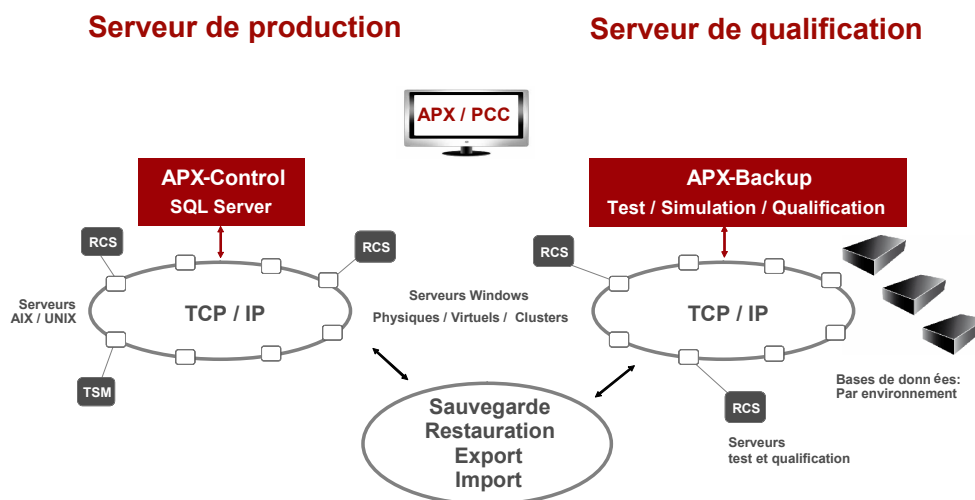 Serveur de production
Serveur de qualification
APX / PCC
APX-Control
SQL Server
APX-Backup
Test / Simulation / Qualification
RCS
RCS
RCS
Serveurs
AIX / UNIX
TCP / IP
Serveurs Windows
Physiques / Virtuels / Clusters
TCP / IP
TSM
Bases de données:
Par environnement
RCS
Sauvegarde
Restauration
Export
Import
Serveurs
test et qualification